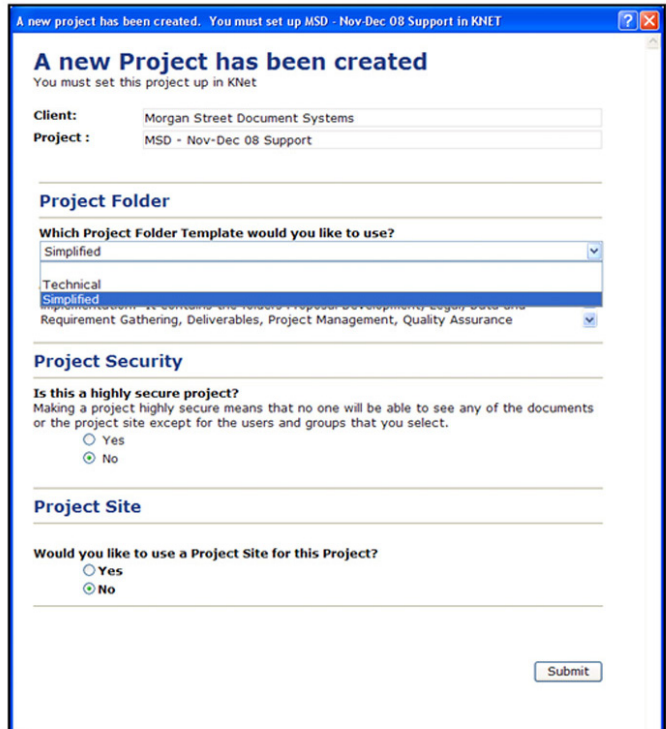 A new project has been created. You must set up MSD - Nov-Dec 08 Support in KNET
A new Project has been created
You must set this project up in KNet
Client:
Morgan Street Document Systems
Project :
MSD - Nov-Dec 08 Support
Project Folder
Which Project Folder Template would you like to use?
Simplified
Technical
Simplified
Requirement Gathering, Deliverables, Project Management, Quality Assurance
Project Security
Is this a highly secure project?
Making a project highly secure means that no one will be able to see any of the documents
or the project site except for the users and groups that you select.
Yes
No
Project Site
Would you like to use a Project Site for this Project?
Yes
No
Submit